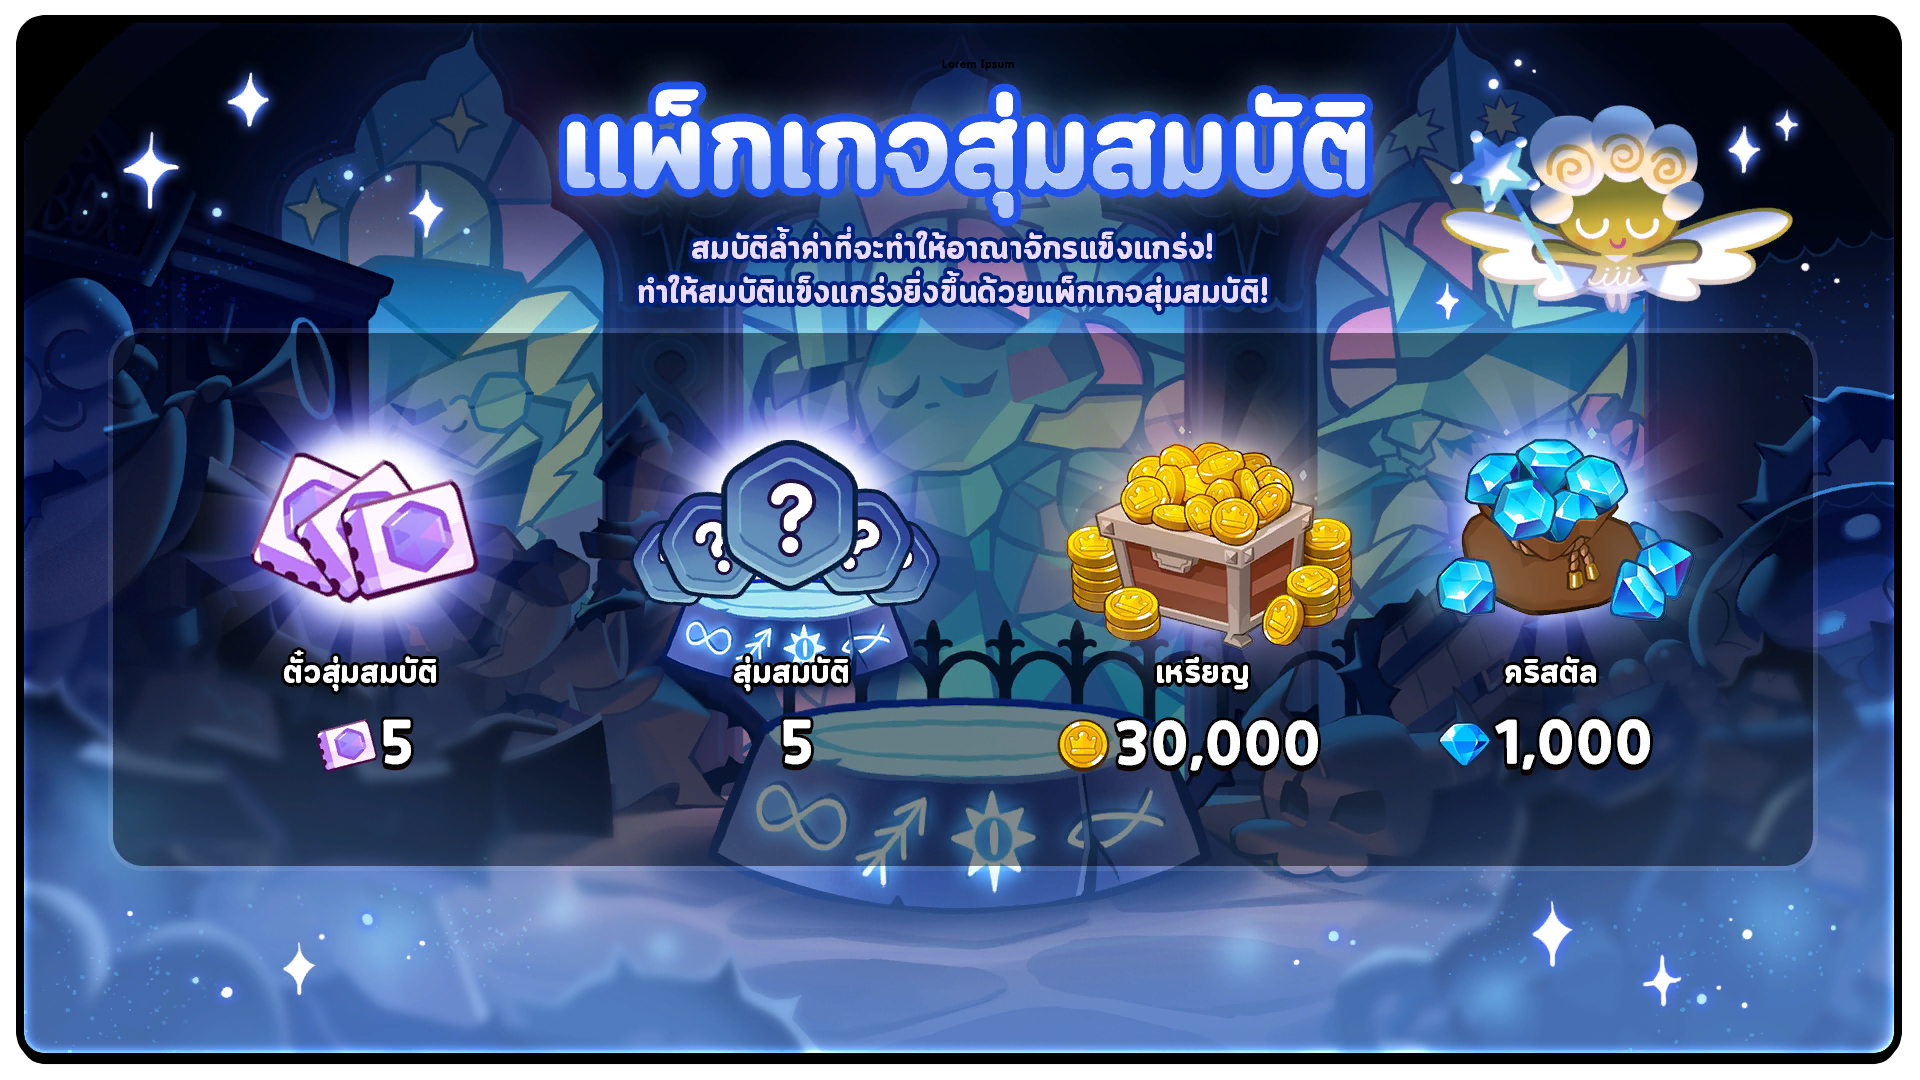 Lorem Ipsum
แพ็กเกจสุ่มสมบัติ
สมบัติล้ำค่าที่จะทำให้อาณาจักรแข็งแกร่ง!
ทำให้สมบัติแข็งแกร่งยิ่งขึ้นด้วยแพ็กเกจสุ่มสมบัติ!
? ? ?
ตั๋วสุ่มสมบัติ
สุ่มสมบัติ
เหรียญ
คริสตัล
5
5
30,000
1,000